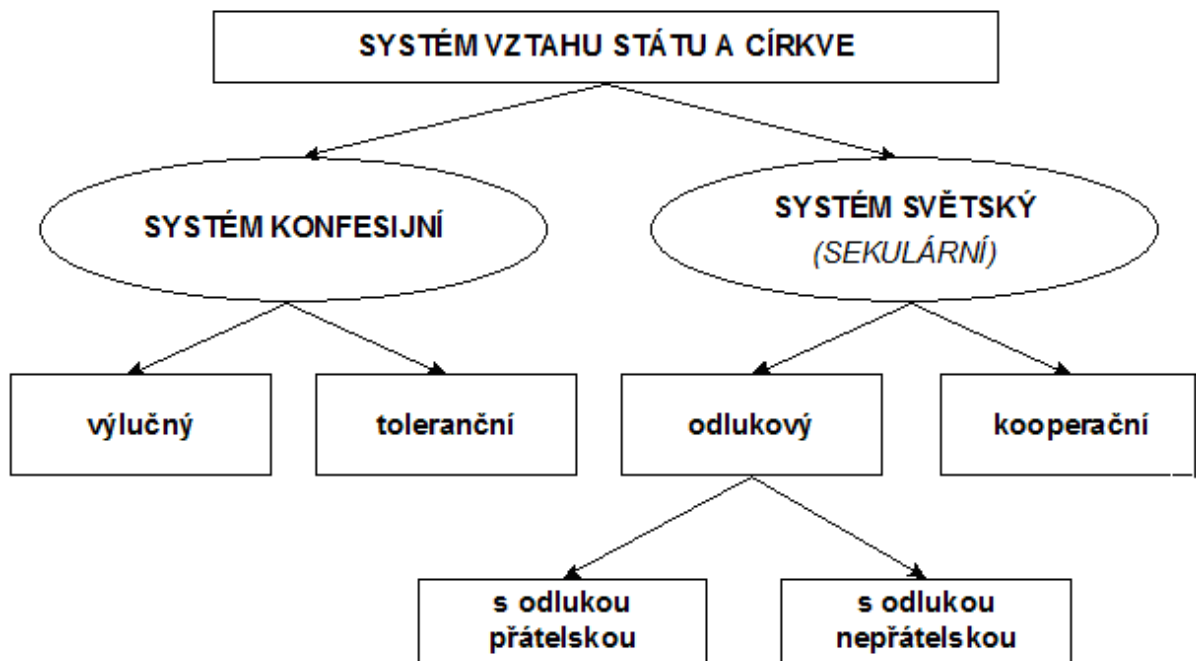 SYSTÉM VZTAHU STÁTU A CÍRKVE
SYSTÉM KONFESIJNÍ
SYSTÉM SVĚTSKÝ
(SEKULÁRNÍ)
výlučný
toleranční
odlukový
kooperační
s odlukou
přátelskou
s odlukou
nepřátelskou